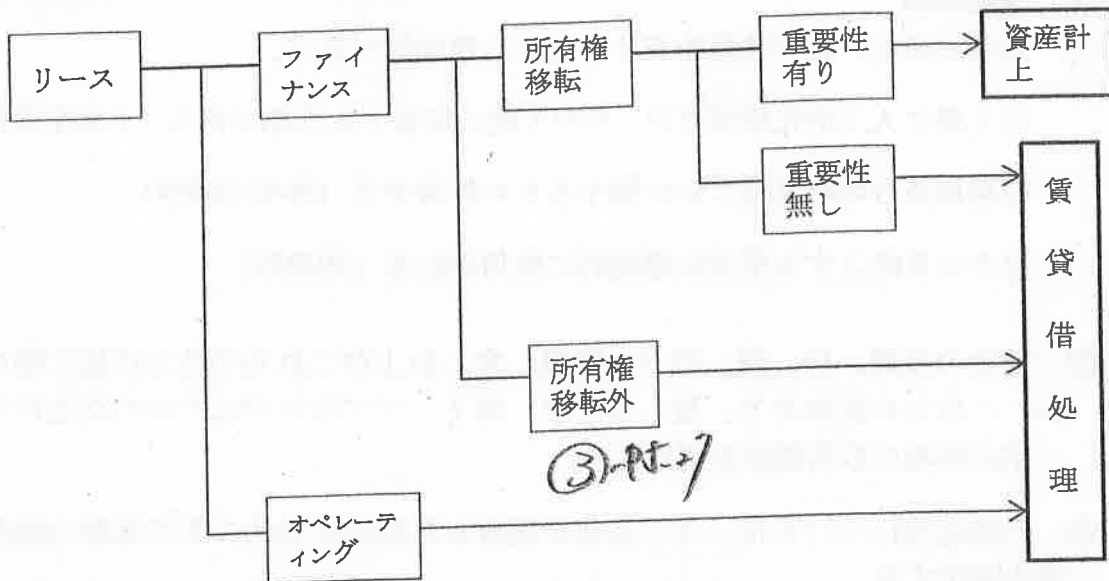 リース
ファイ
ナンス
所有権
移転
重要性
有り
資産計
上
重要性
無し
賃貸借処理
所有権
移転外
③
オペレーテ
ィング